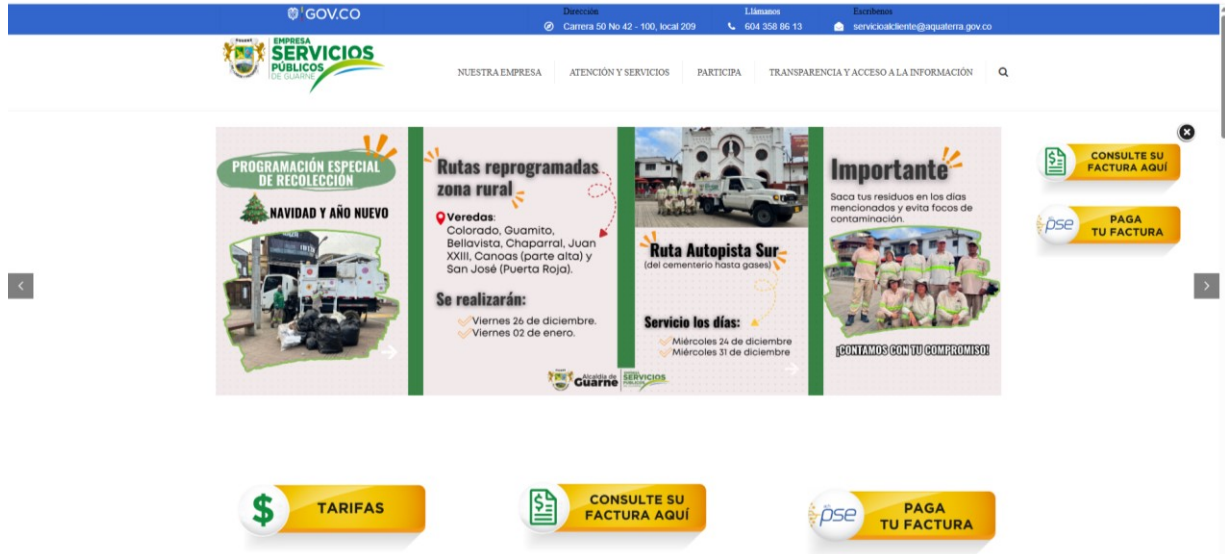 GOV.CO
Dirección
Carrera 50 No 42 - 100, local 209
Llámanos
604 358 86 13
Escríbenos
servicioalcliente@aquaterra.gov.co
EMPRESA
SERVICIOS
PÚBLICOS
DE GUARNE
NUESTRA EMPRESA
ATENCIÓN Y SERVICIOS
PARTICIPA
TRANSPARENCIA Y ACCESO A LA INFORMACIÓN
PROGRAMACIÓN ESPECIAL
DE RECOLECCIÓN
NAVIDAD Y AÑO NUEVO
Rutas reprogramadas
zona rural
Veredas:
Colorado, Guamito,
Bellavista, Chaparral, Juan
XXIII, Canoas (parte alta) y
San José (Puerta Roja).
Se realizarán:
Viernes 26 de diciembre.
Viernes 02 de enero.
Ruta Autopista Sur
(del cementerio hasta gases)
Servicio los días:
Miércoles 24 de diciembre
Miércoles 31 de diciembre
Importante
Saca tus residuos en los días
mencionados y evita focos de
contaminación.
¡CONTAMOS CON TU COMPROMISO!
Alcaldía de
Guarne
SERVICIOS
CONSULTE SU
FACTURA AQUÍ
pse
PAGA
TU FACTURA
$
TARIFAS
CONSULTE SU
FACTURA AQUÍ
pse
PAGA
TU FACTURA